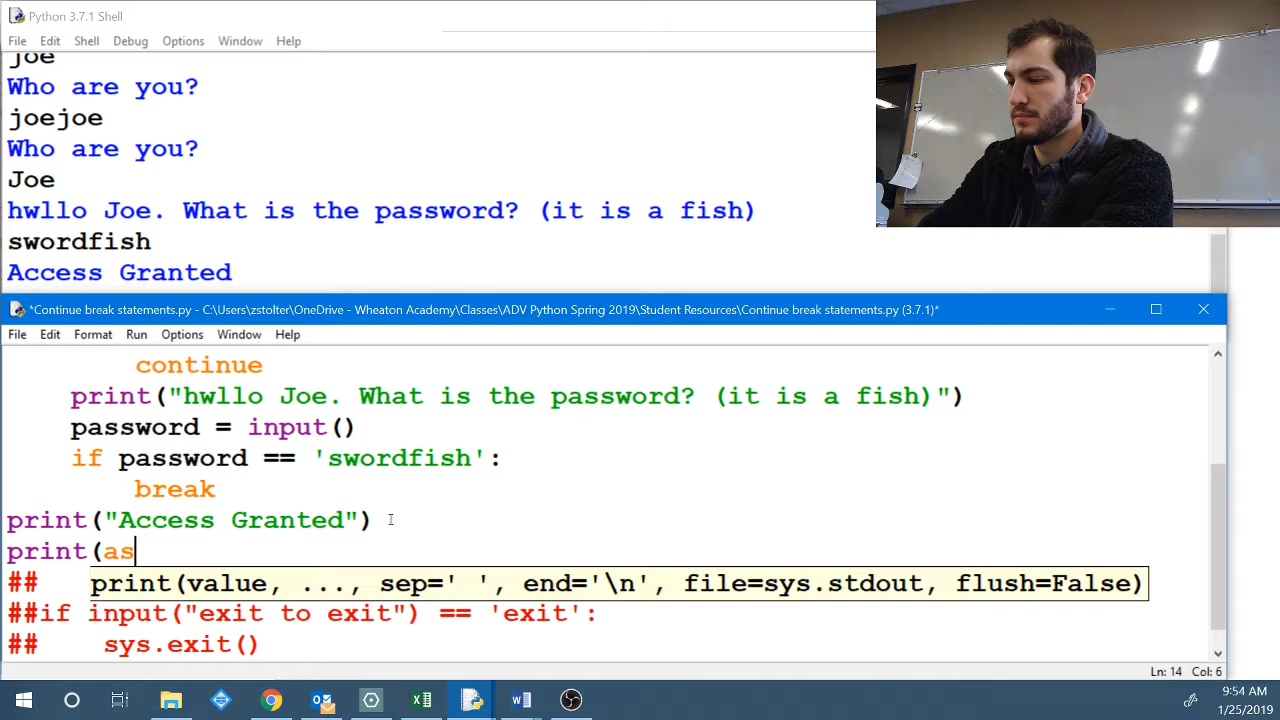 Python 3.7.1 Shell
File Edit Shell Debug Options Window Help
joe
Who are you?
joejoe
Who are you?
Joe
hwllo Joe. What is the password? (it is a fish)
swordfish
Access Granted
*Continue break statements.py - C:\Users\zstolter\OneDrive - Wheaton Academy\Classes\ADV Python Spring 2019\Student Resources\Continue break statements.py (3.7.1)*
File Edit Format Run Options Window Help
continue
print("hwllo Joe. What is the password? (it is a fish)")
password = input()
if password == 'swordfish':
break
print("Access Granted")
print(as
## print(value, ..., sep=' ', end='\n', file=sys.stdout, flush=False)
##if input("exit to exit") == 'exit':
## sys.exit()
Ln: 14 Col: 6
9:54 AM
1/25/2019